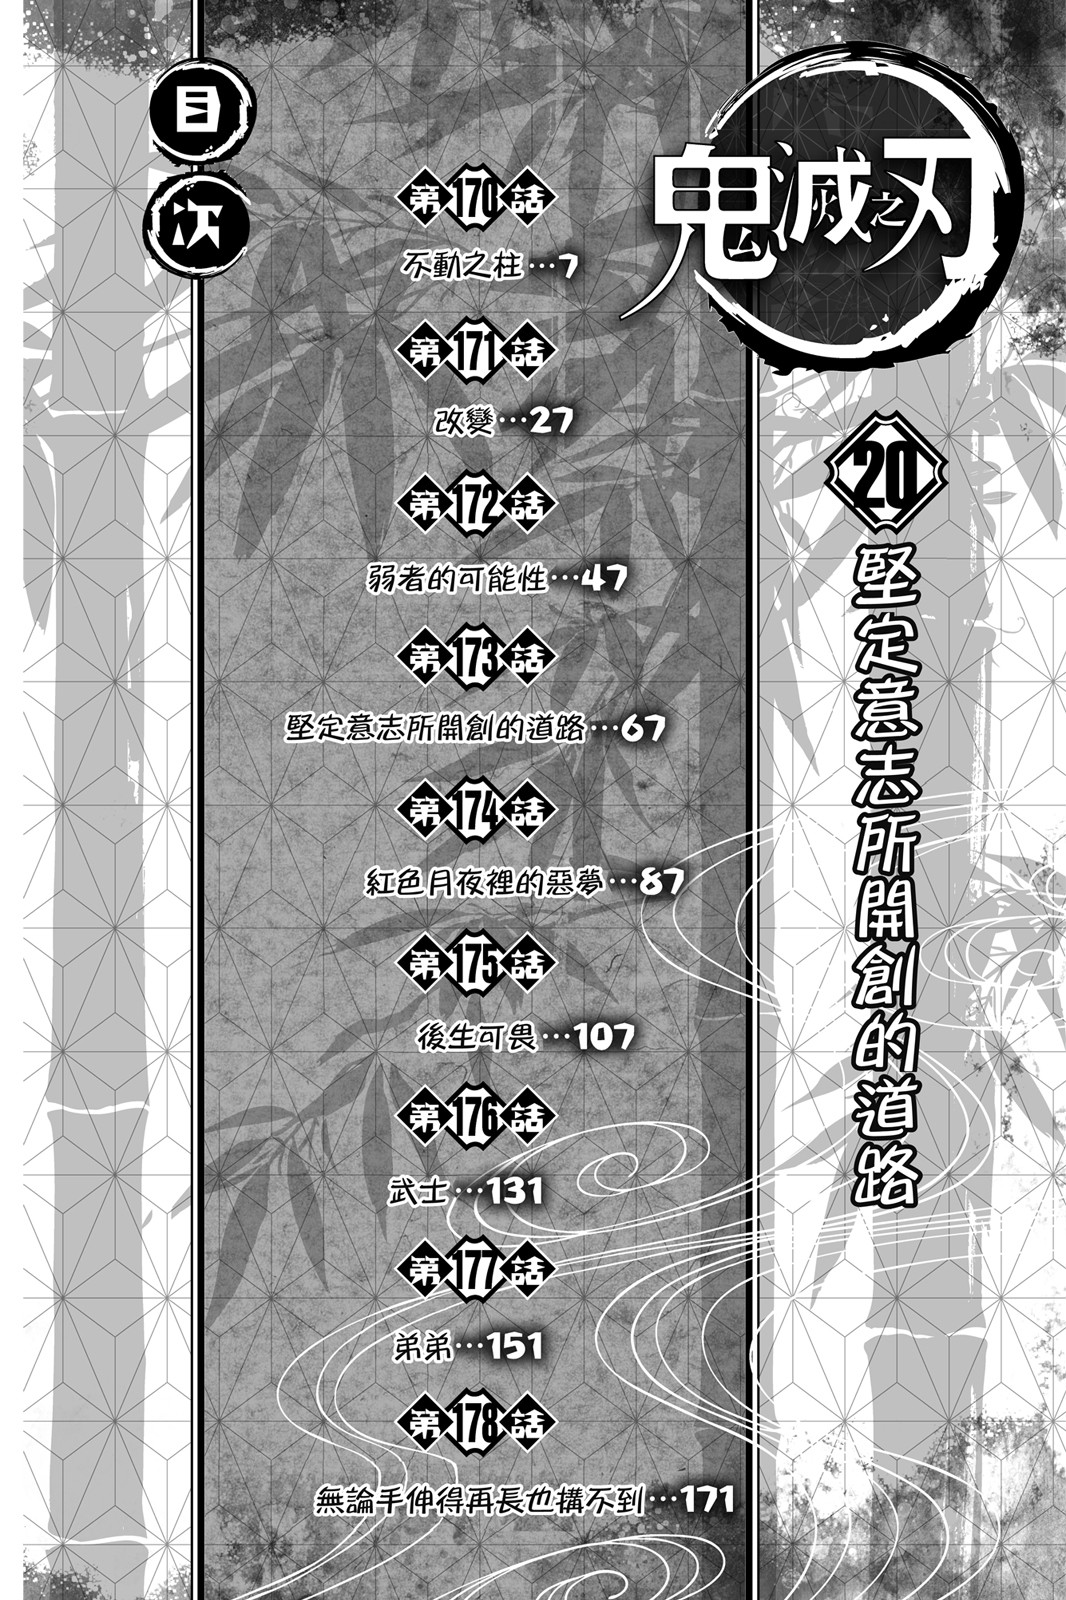 鬼滅之刃
20
堅定意志所開創的道路
目次
第170話
不動之柱…7
第171話
改變…27
第172話
弱者的可能性…47
第173話
堅定意志所開創的道路…67
第174話
紅色月夜裡的惡夢…87
第175話
後生可畏…107
第176話
武士…131
第177話
弟弟…151
第178話
無論手伸得再長也搆不到…171